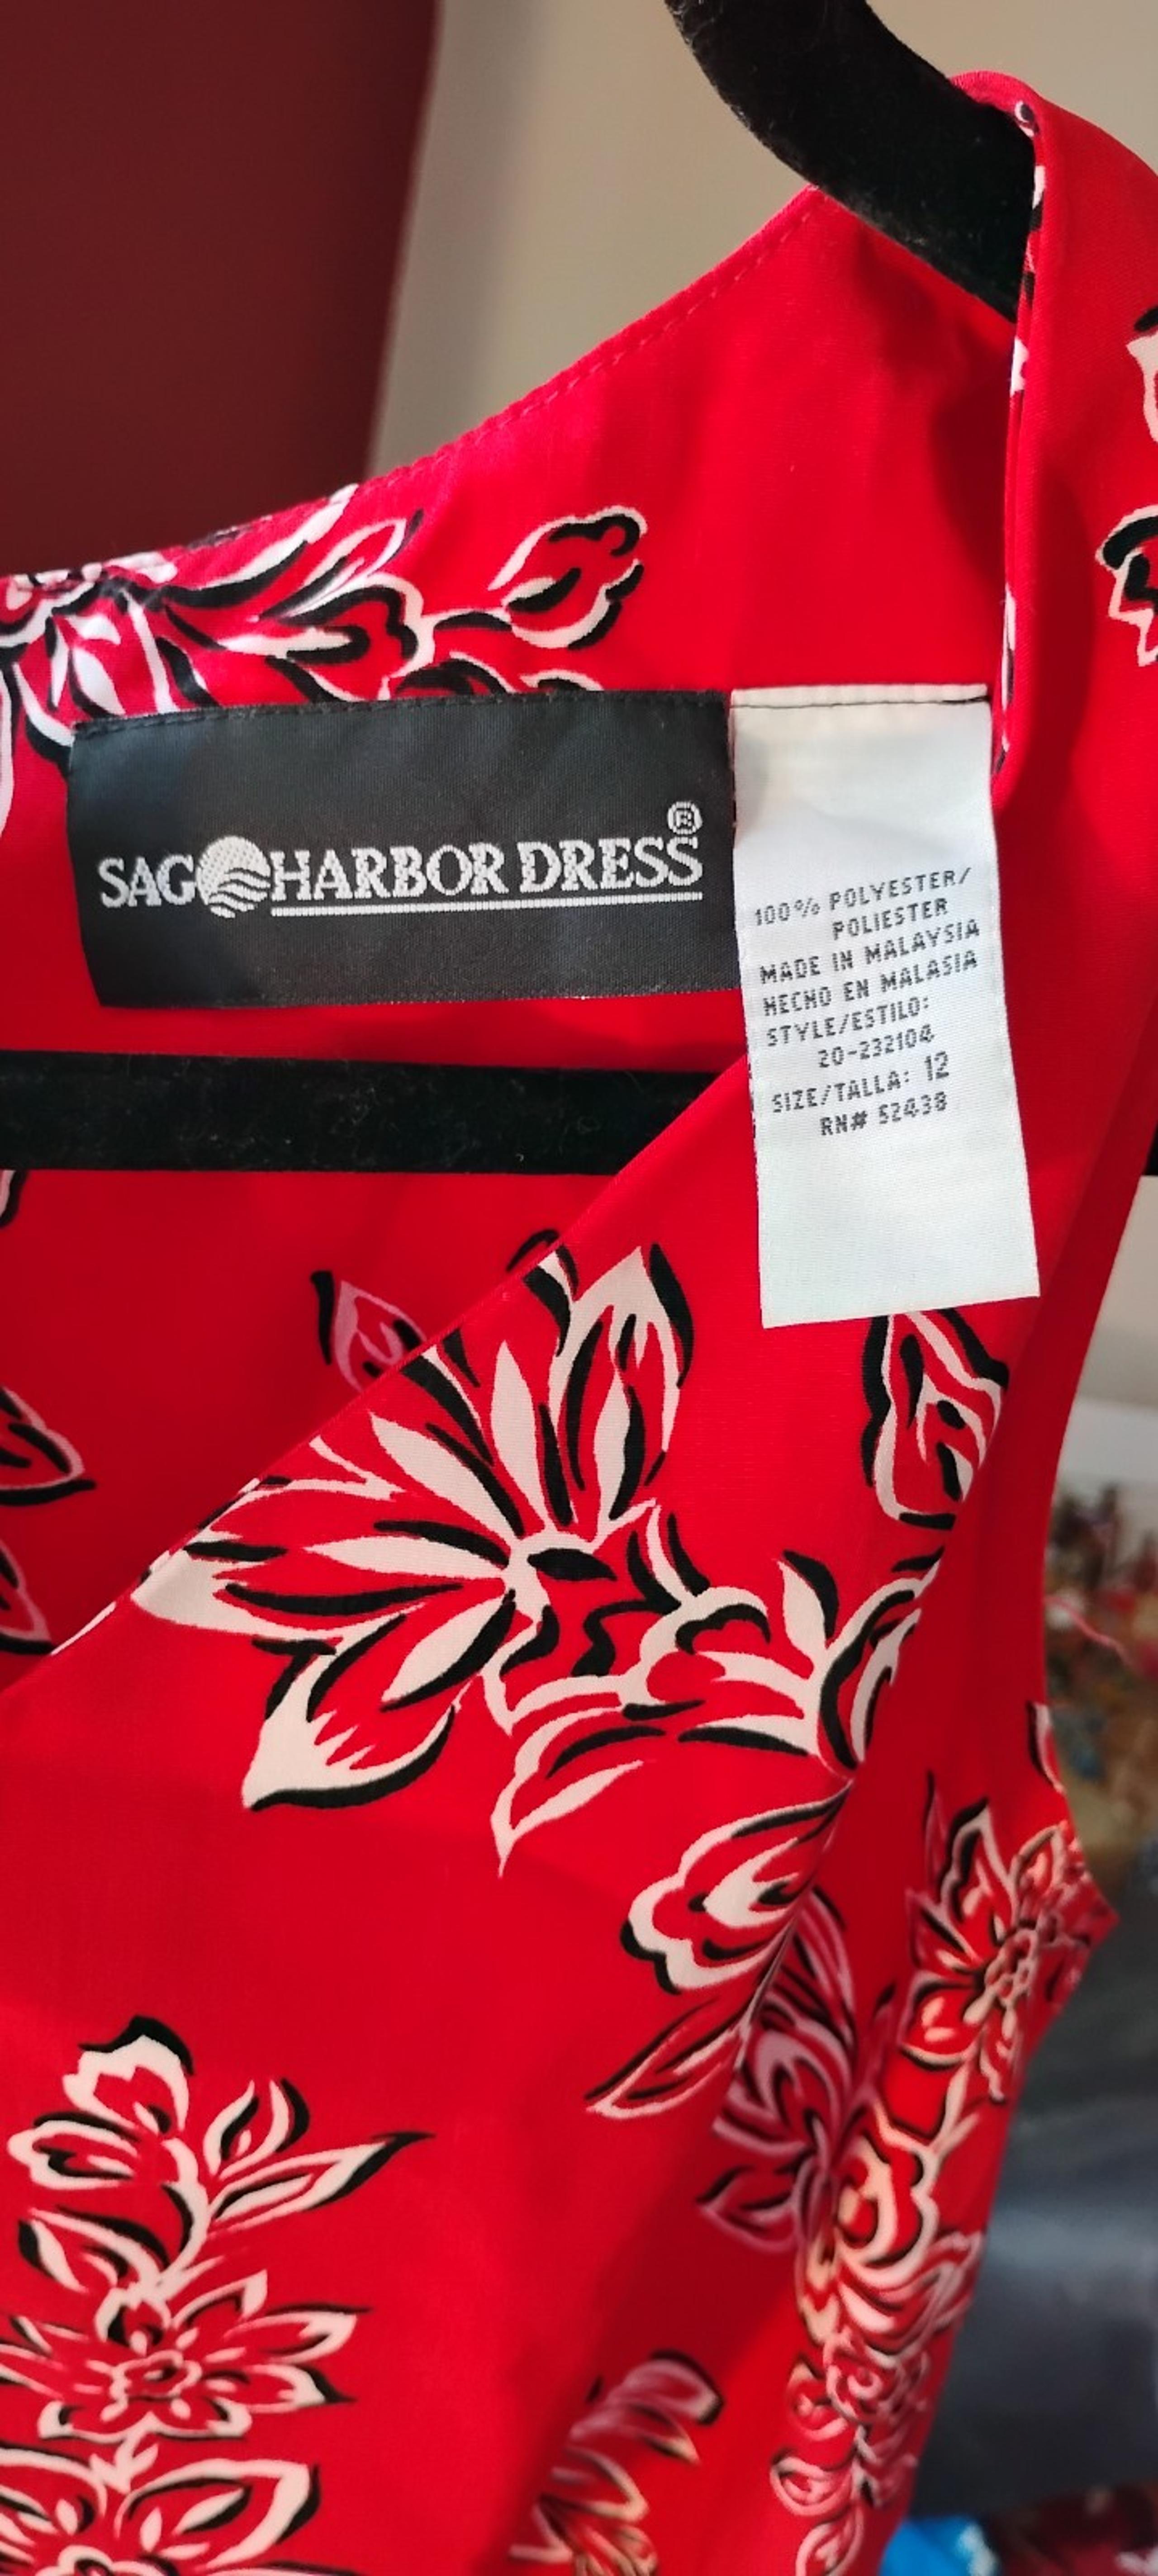 SAG HARBOR DRESS®
100% POLYESTER/
POLIESTER
MADE IN MALAYSIA
HECHO EN MALASIA
STYLE/ESTILO:
20-232104
SIZE/TALLA: 12
RN# 52438